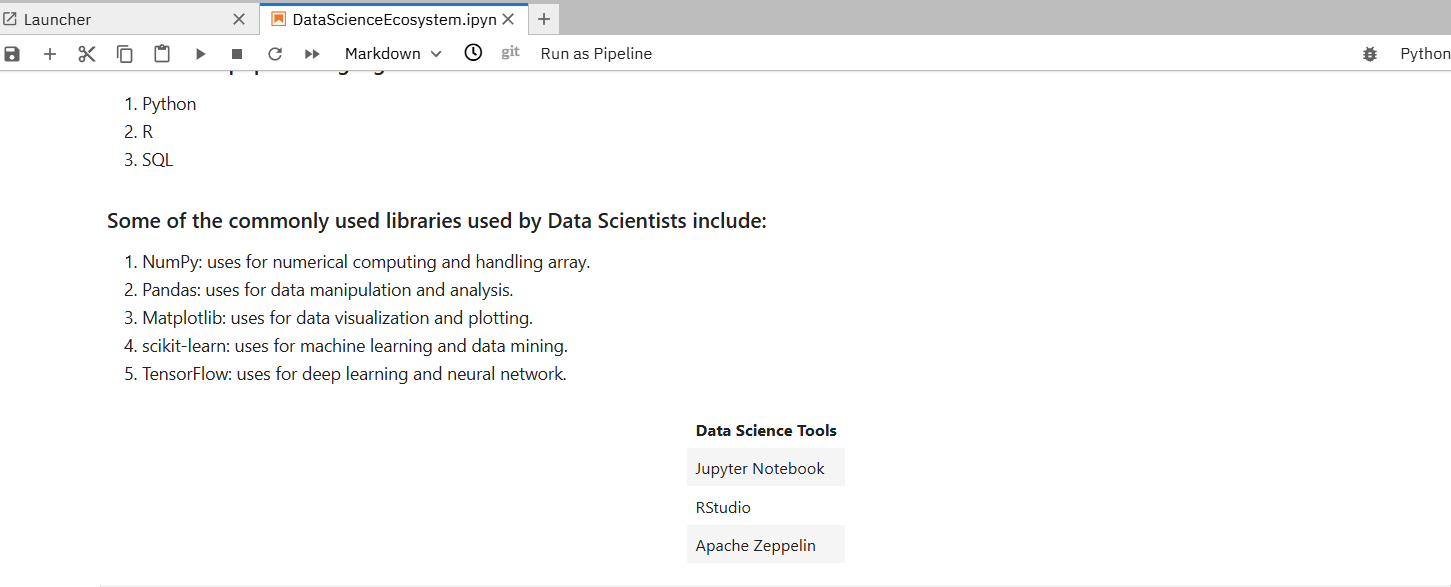 Launcher
DataScienceEcosystem.ipyn
Markdown git Run as Pipeline Python
1. Python
2. R
3. SQL
Some of the commonly used libraries used by Data Scientists include:
1. NumPy: uses for numerical computing and handling array.
2. Pandas: uses for data manipulation and analysis.
3. Matplotlib: uses for data visualization and plotting.
4. scikit-learn: uses for machine learning and data mining.
5. TensorFlow: uses for deep learning and neural network.
Data Science Tools
Jupyter Notebook
RStudio
Apache Zeppelin